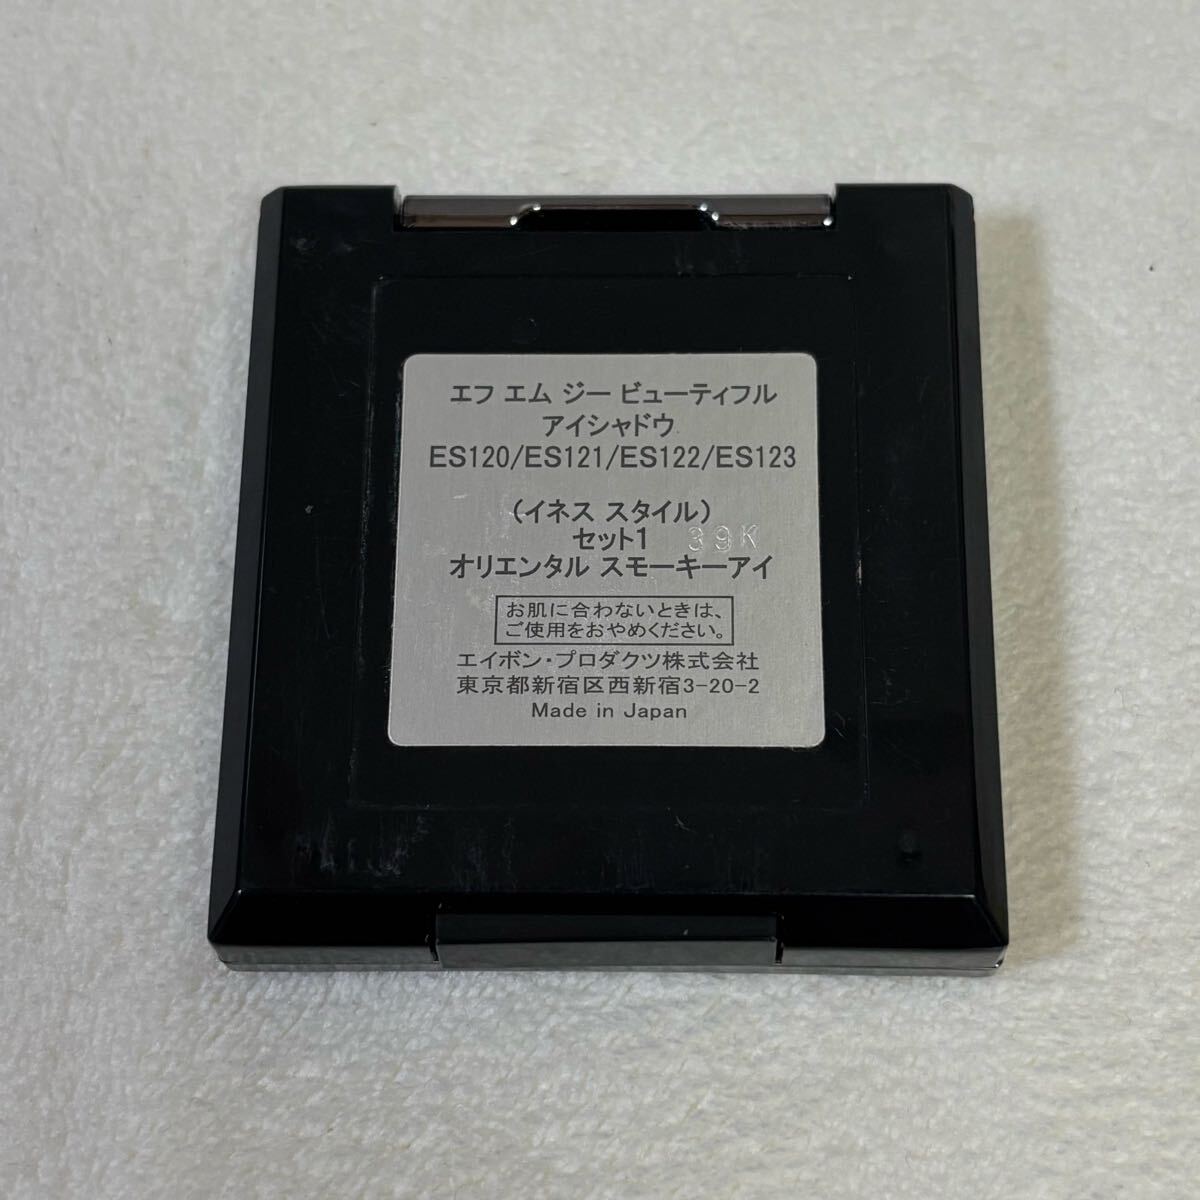 エフ エム ジー ビューティフル
アイシャドウ
ES120/ES121/ES122/ES123
（イネス スタイル）
セット1 39K
オリエンタル スモーキーアイ
お肌に合わないときは、
ご使用をおやめください。
エイボン・プロダクツ株式会社
東京都新宿区西新宿3-20-2
Made in Japan